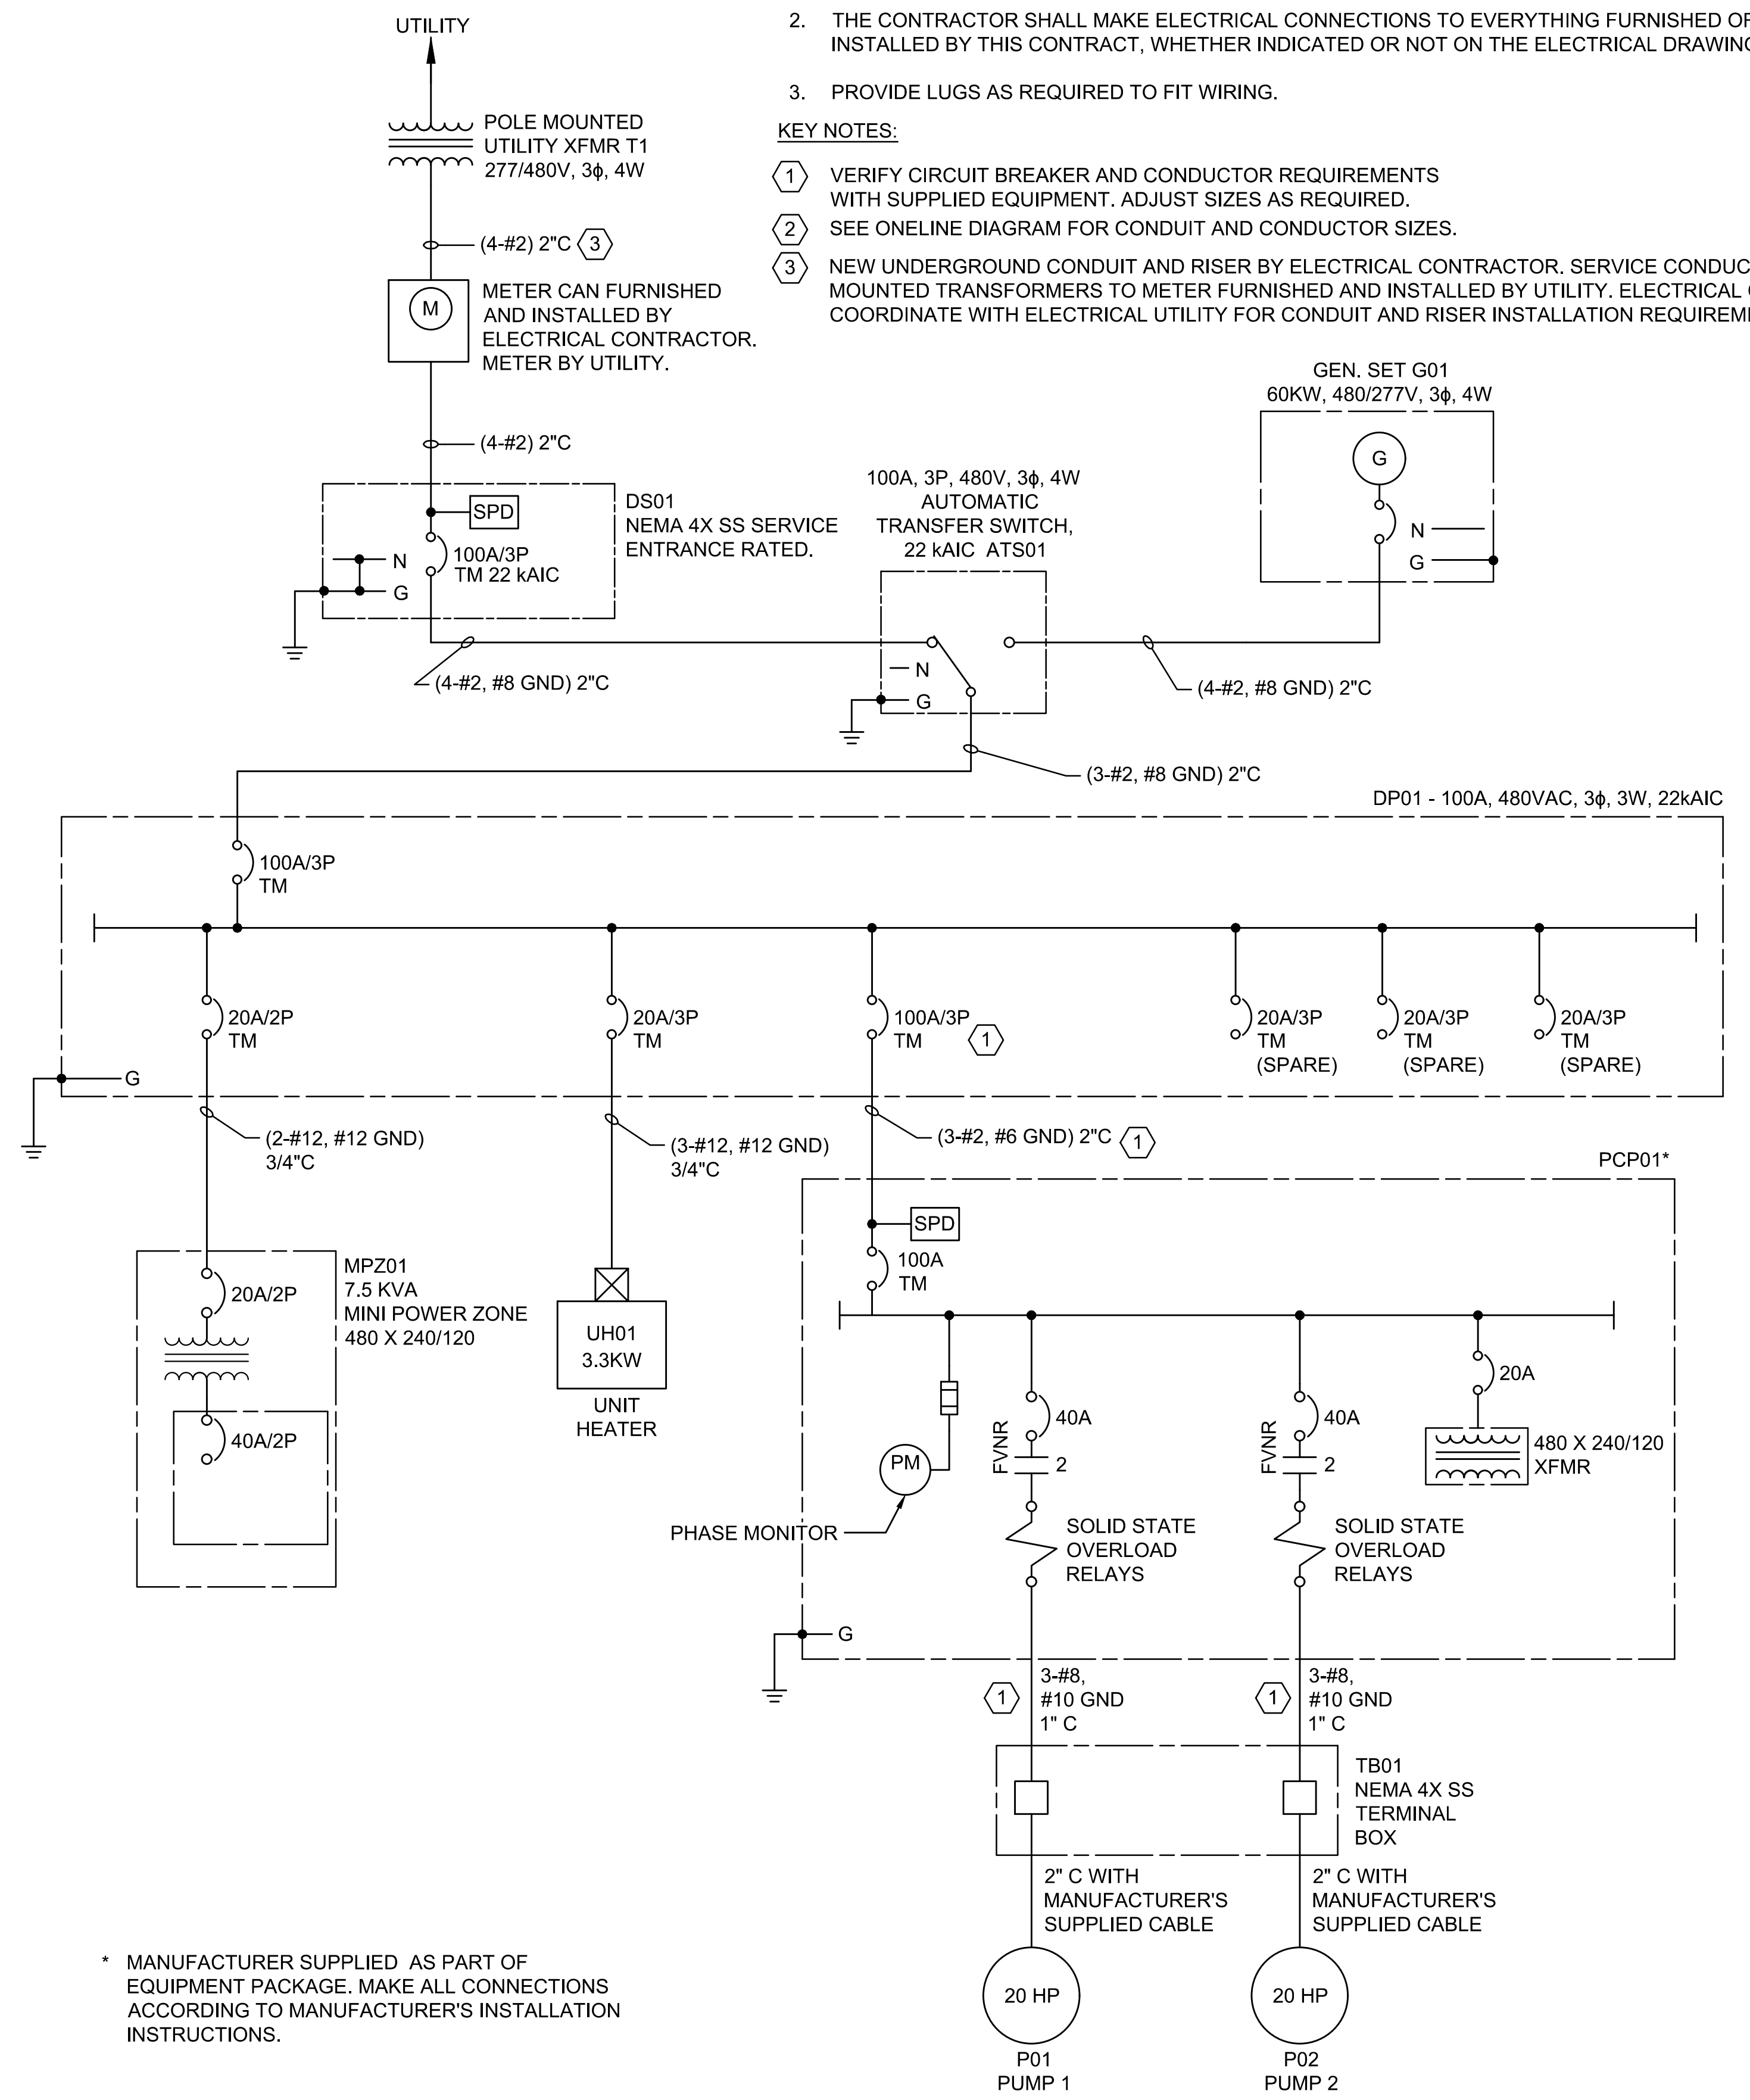 UTILITY
2. THE CONTRACTOR SHALL MAKE ELECTRICAL CONNECTIONS TO EVERYTHING FURNISHED
INSTALLED BY THIS CONTRACT, WHETHER INDICATED OR NOT ON THE ELECTRICAL
3. PROVIDE LUGS AS REQUIRED TO FIT WIRING.
KEY NOTES:
1 VERIFY CIRCUIT BREAKER AND CONDUCTOR REQUIREMENTS
WITH SUPPLIED EQUIPMENT. ADJUST SIZES AS REQUIRED.
2 SEE ONELINE DIAGRAM FOR CONDUIT AND CONDUCTOR SIZES.
3 NEW UNDERGROUND CONDUIT AND RISER BY ELECTRICAL CONTRACTOR. SERVICE
MOUNTED TRANSFORMERS TO METER FURNISHED AND INSTALLED BY UTILITY. ELECTRICAL
COORDINATE WITH ELECTRICAL UTILITY FOR CONDUIT AND RISER INSTALLATION
POLE MOUNTED
UTILITY XFMR T1
277/480V, 3ϕ, 4W
(4-#2) 2"C 3
M
METER CAN FURNISHED
AND INSTALLED BY
ELECTRICAL CONTRACTOR.
METER BY UTILITY.
(4-#2) 2"C
SPD
100A/3P
TM 22 kAIC
N
G
DS01
NEMA 4X SS SERVICE
ENTRANCE RATED.
(4-#2, #8 GND) 2"C
100A, 3P, 480V, 3ϕ, 4W
AUTOMATIC
TRANSFER SWITCH,
22 kAIC ATS01
N
G
GEN. SET G01
60KW, 480/277V, 3ϕ, 4W
G
N
G
(4-#2, #8 GND) 2"C
(3-#2, #8 GND) 2"C
DP01 - 100A, 480VAC, 3ϕ, 3W, 22kAIC
100A/3P
TM
20A/2P
TM
20A/3P
TM
100A/3P
TM 1
20A/3P
TM
(SPARE)
20A/3P
TM
(SPARE)
20A/3P
TM
(SPARE)
G
(2-#12, #12 GND)
3/4"C
(3-#12, #12 GND)
3/4"C
(3-#2, #6 GND) 2"C 1
PCP01*
MPZ01
7.5 KVA
MINI POWER ZONE
480 X 240/120
20A/2P
40A/2P
UH01
3.3KW
UNIT
HEATER
SPD
100A
TM
PM
PHASE MONITOR
40A
FVNR
2
SOLID STATE
OVERLOAD
RELAYS
40A
FVNR
2
SOLID STATE
OVERLOAD
RELAYS
20A
480 X 240/120
XFMR
G
1
3-#8,
#10 GND
1" C
1
3-#8,
#10 GND
1" C
TB01
NEMA 4X SS
TERMINAL
BOX
2" C WITH
MANUFACTURER'S
SUPPLIED CABLE
2" C WITH
MANUFACTURER'S
SUPPLIED CABLE
20 HP
P01
PUMP 1
20 HP
P02
PUMP 2
* MANUFACTURER SUPPLIED AS PART OF
EQUIPMENT PACKAGE. MAKE ALL CONNECTIONS
ACCORDING TO MANUFACTURER'S INSTALLATION
INSTRUCTIONS.